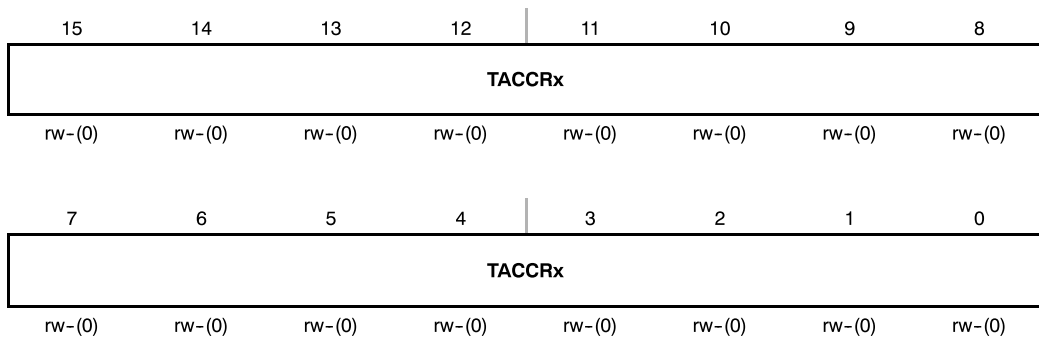 15 14 13 12 11 10 9 8
TACCRx
rw-(0) rw-(0) rw-(0) rw-(0) rw-(0) rw-(0) rw-(0) rw-(0)
7 6 5 4 3 2 1 0
TACCRx
rw-(0) rw-(0) rw-(0) rw-(0) rw-(0) rw-(0) rw-(0) rw-(0)